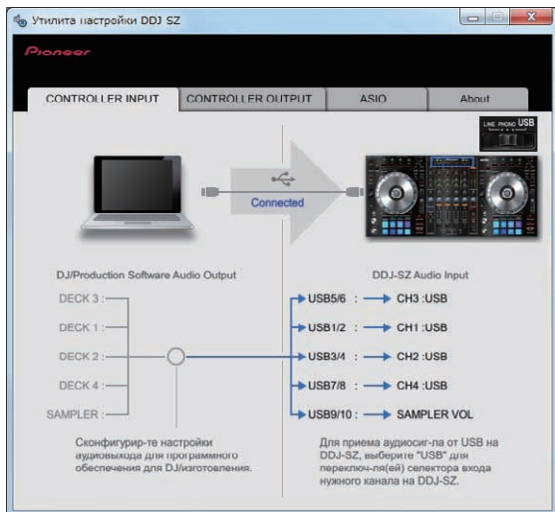 Утилита настройки DDJ SZ
Pioneer
CONTROLLER INPUT
CONTROLLER OUTPUT
ASIO
About
LINE PHONO USB
Connected
DJ/Production Software Audio Output
DDJ-SZ Audio Input
DECK 3 :
USB5/6 : CH3 :USB
DECK 1 :
USB1/2 : CH1 :USB
DECK 2 :
USB3/4 : CH2 :USB
DECK 4 :
USB7/8 : CH4 :USB
SAMPLER :
USB9/10 : SAMPLER VOL
Сконфигурир-те настройки
аудиовыхода для программного
обеспечения для DJ/изготовления.
Для приема аудиосиг-ла от USB на
DDJ-SZ, выберите "USB" для
переключ-ля(ей) селектора входа
нужного канала на DDJ-SZ.